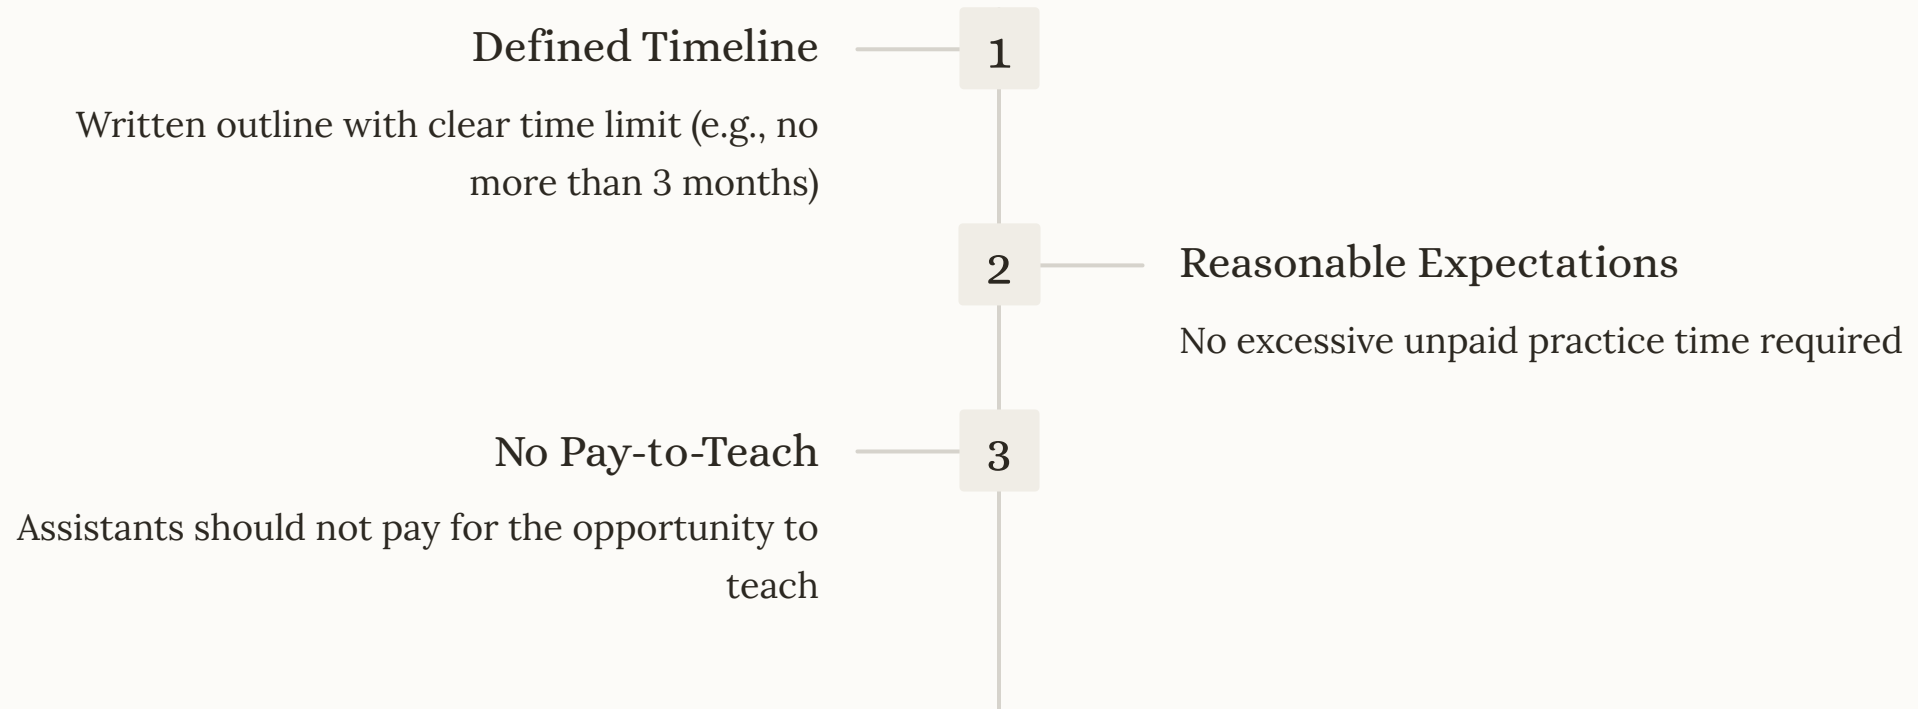 Defined Timeline
1
Written outline with clear time limit (e.g., no
more than 3 months)
2
Reasonable Expectations
No excessive unpaid practice time required
No Pay-to-Teach
3
Assistants should not pay for the opportunity to
teach